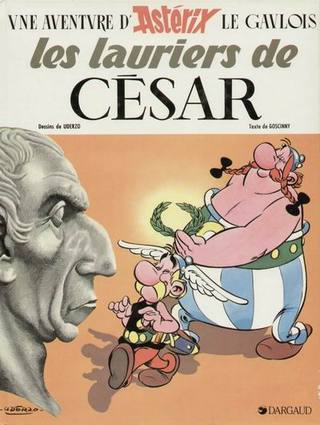 VNE AVENTVRE D'Astérix LE GAVLOIS
les lauriers de
CÉSAR
Dessins de UDERZO
Texte de GOSCINNY
UDERZO
DARGAUD